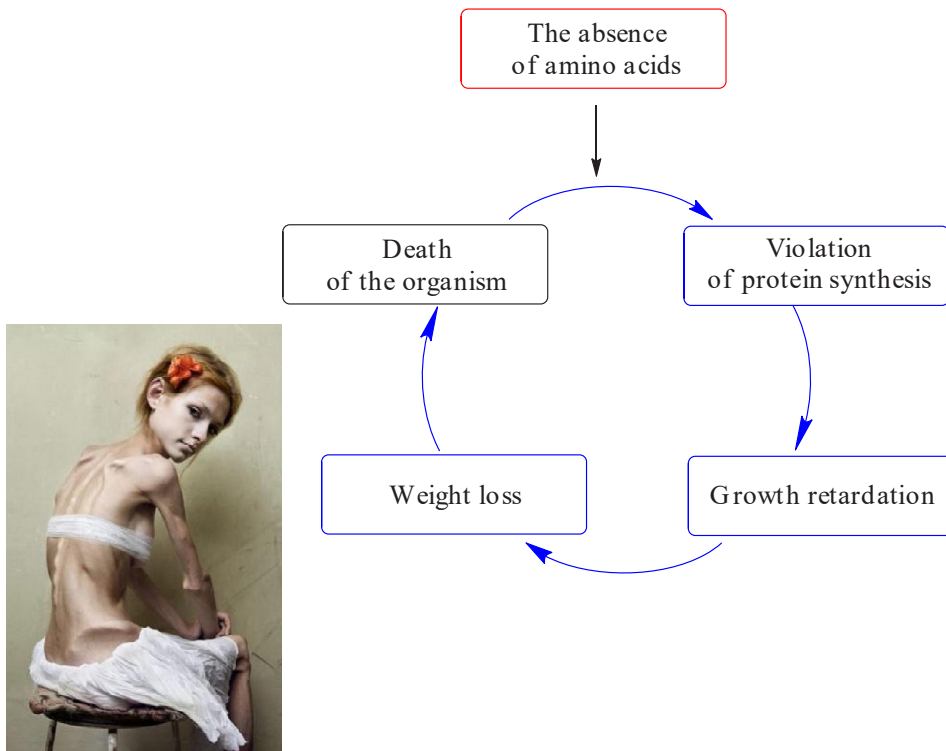 The absence
of amino acids
Death
of the organism
Violation
of protein synthesis
Weight loss
Growth retardation